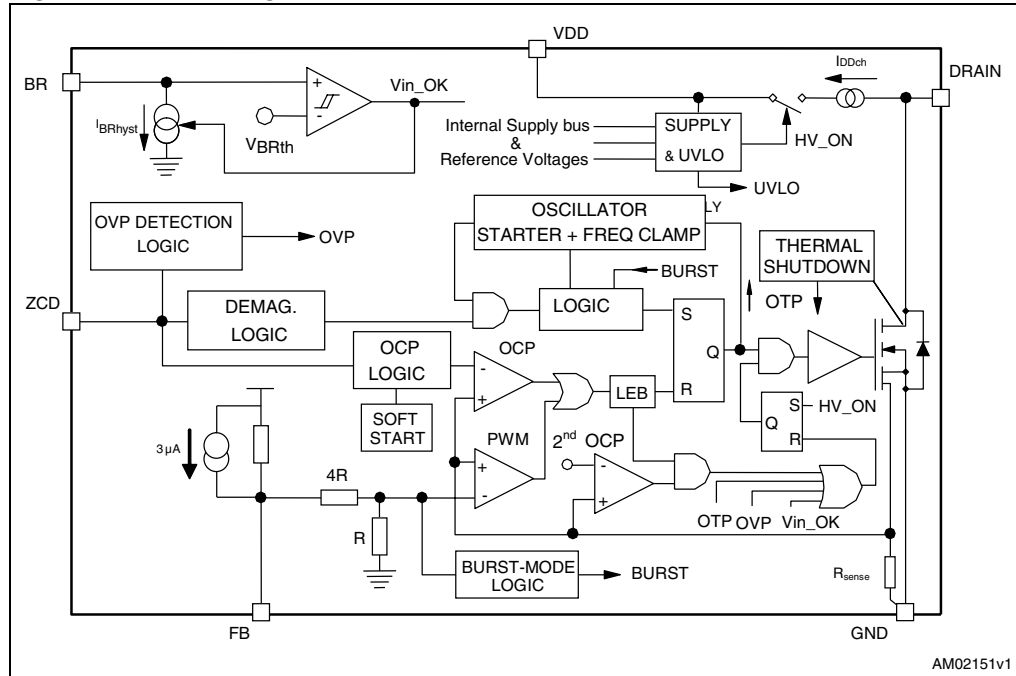 VDD
BR
DRAIN
IDDch
Vin_OK
+
-
IBRhyst
VBRth
Internal Supply bus
&
Reference Voltages
SUPPLY
& UVLO
HV_ON
UVLO
OVP DETECTION
LOGIC
OVP
OSCILLATOR
STARTER + FREQ CLAMP
LY
THERMAL
SHUTDOWN
BURST
OTP
ZCD
DEMAG.
LOGIC
LOGIC
S
Q
R
OCP
LOGIC
OCP
-
+
SOFT
START
LEB
S
HV_ON
Q
R
3µA
PWM
+
-
2nd OCP
-
+
4R
R
OTP
OVP
Vin_OK
BURST-MODE
LOGIC
BURST
Rsense
FB
GND
AM02151v1